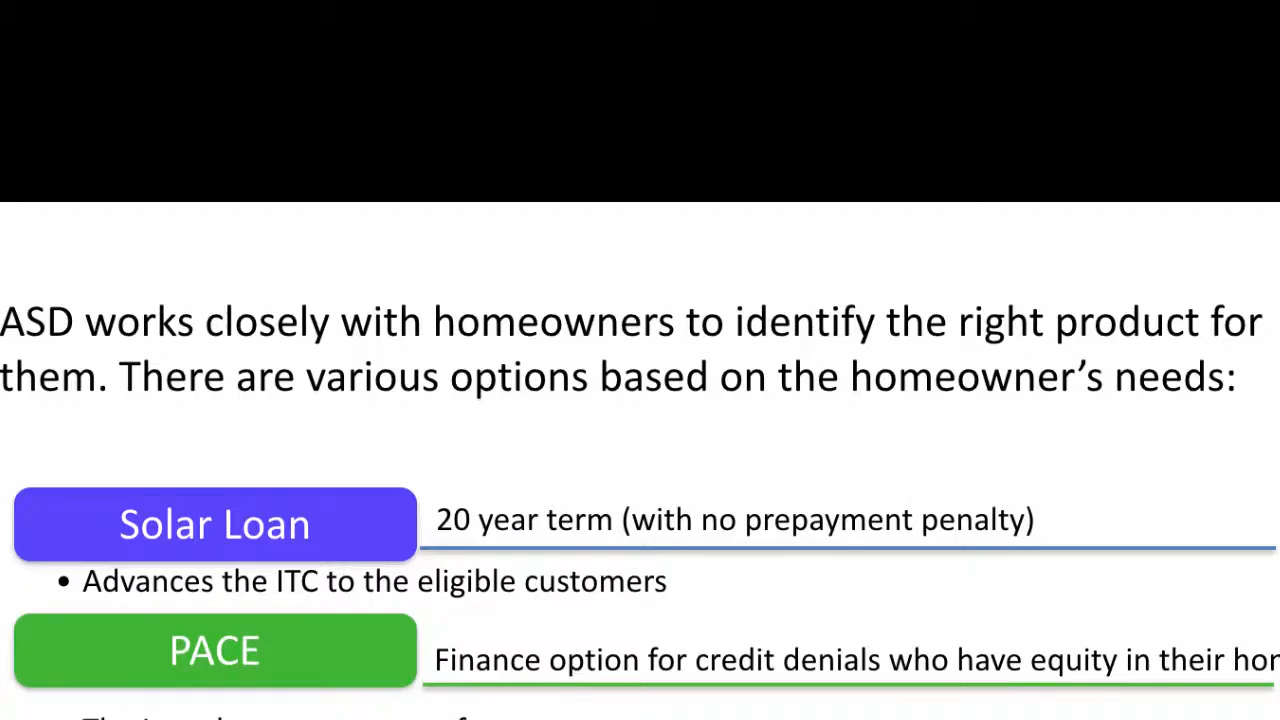 ASD works closely with homeowners to identify the right product for
them. There are various options based on the homeowner’s needs:
Solar Loan
20 year term (with no prepayment penalty)
• Advances the ITC to the eligible customers
PACE
Finance option for credit denials who have equity in their